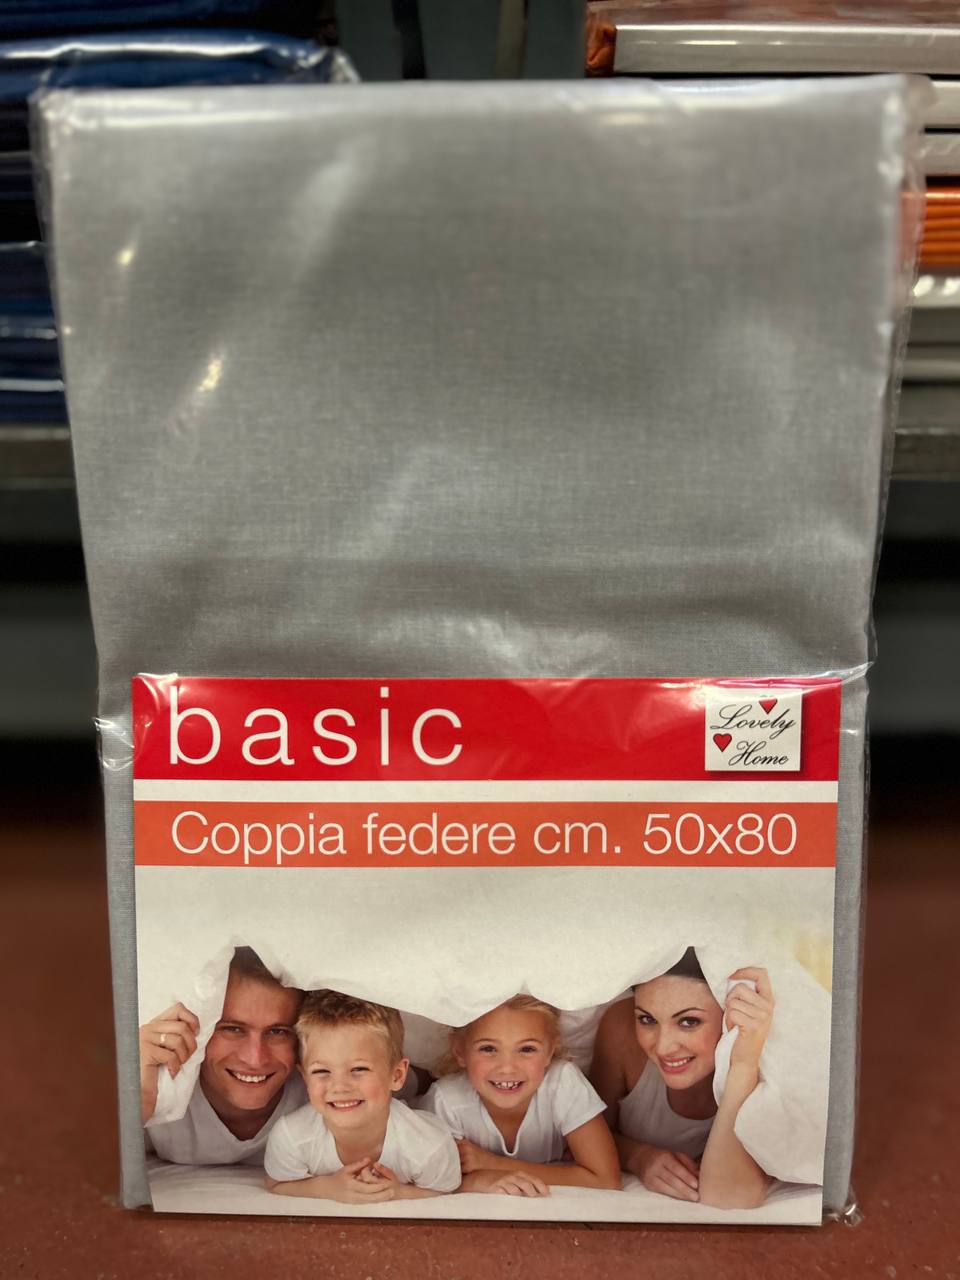 basic
Lovely
Home
Coppia federe cm. 50x80